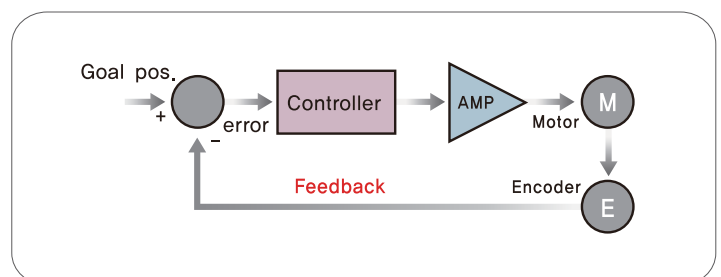 Goal pos.
+
−
error
Controller
AMP
Motor
M
Feedback
Encoder
E